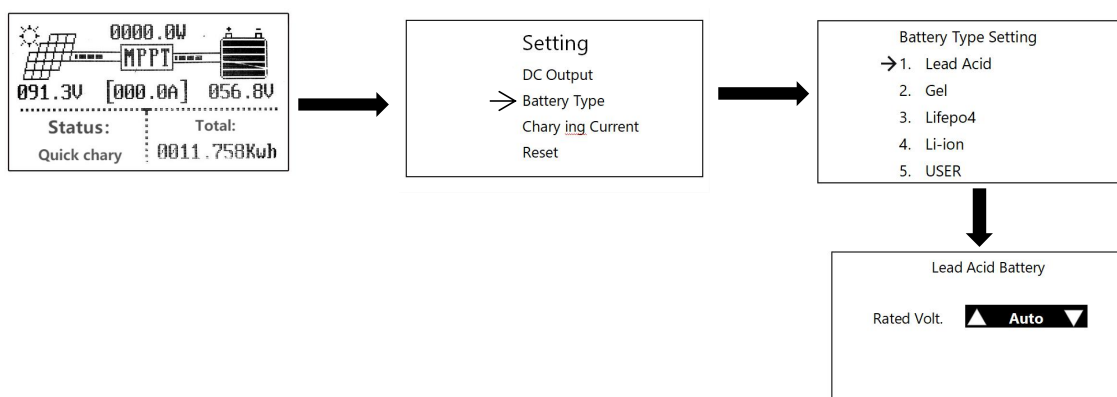 0000.0W
MPPT
091.3V [000.0A] 056.8V
Status: Total:
Quick chary 0011.758Kwh
Setting
DC Output
Battery Type
Chary ing Current
Reset
Battery Type Setting
1. Lead Acid
2. Gel
3. Lifepo4
4. Li-ion
5. USER
Lead Acid Battery
Rated Volt. Auto